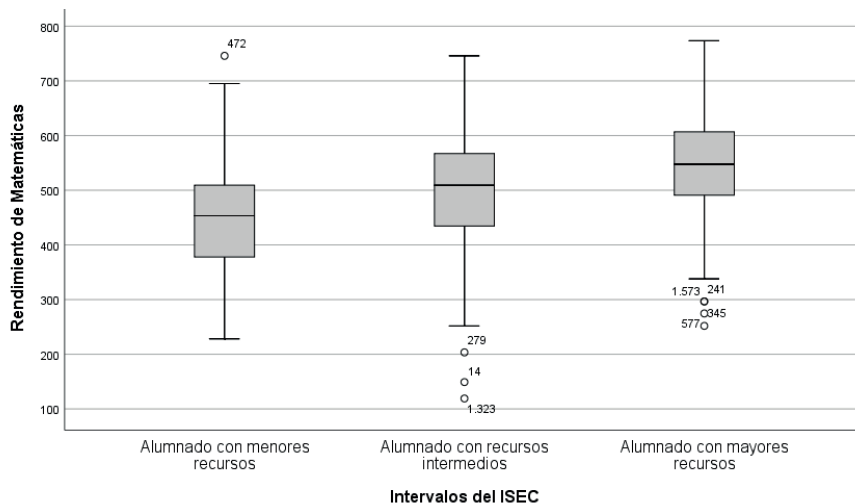 Rendimiento de Matemáticas
800
700
600
500
400
300
200
100
472
279
14
1.323
1.573 241
345
577
Alumnado con menores
recursos
Alumnado con recursos
intermedios
Alumnado con mayores
recursos
Intervalos del ISEC